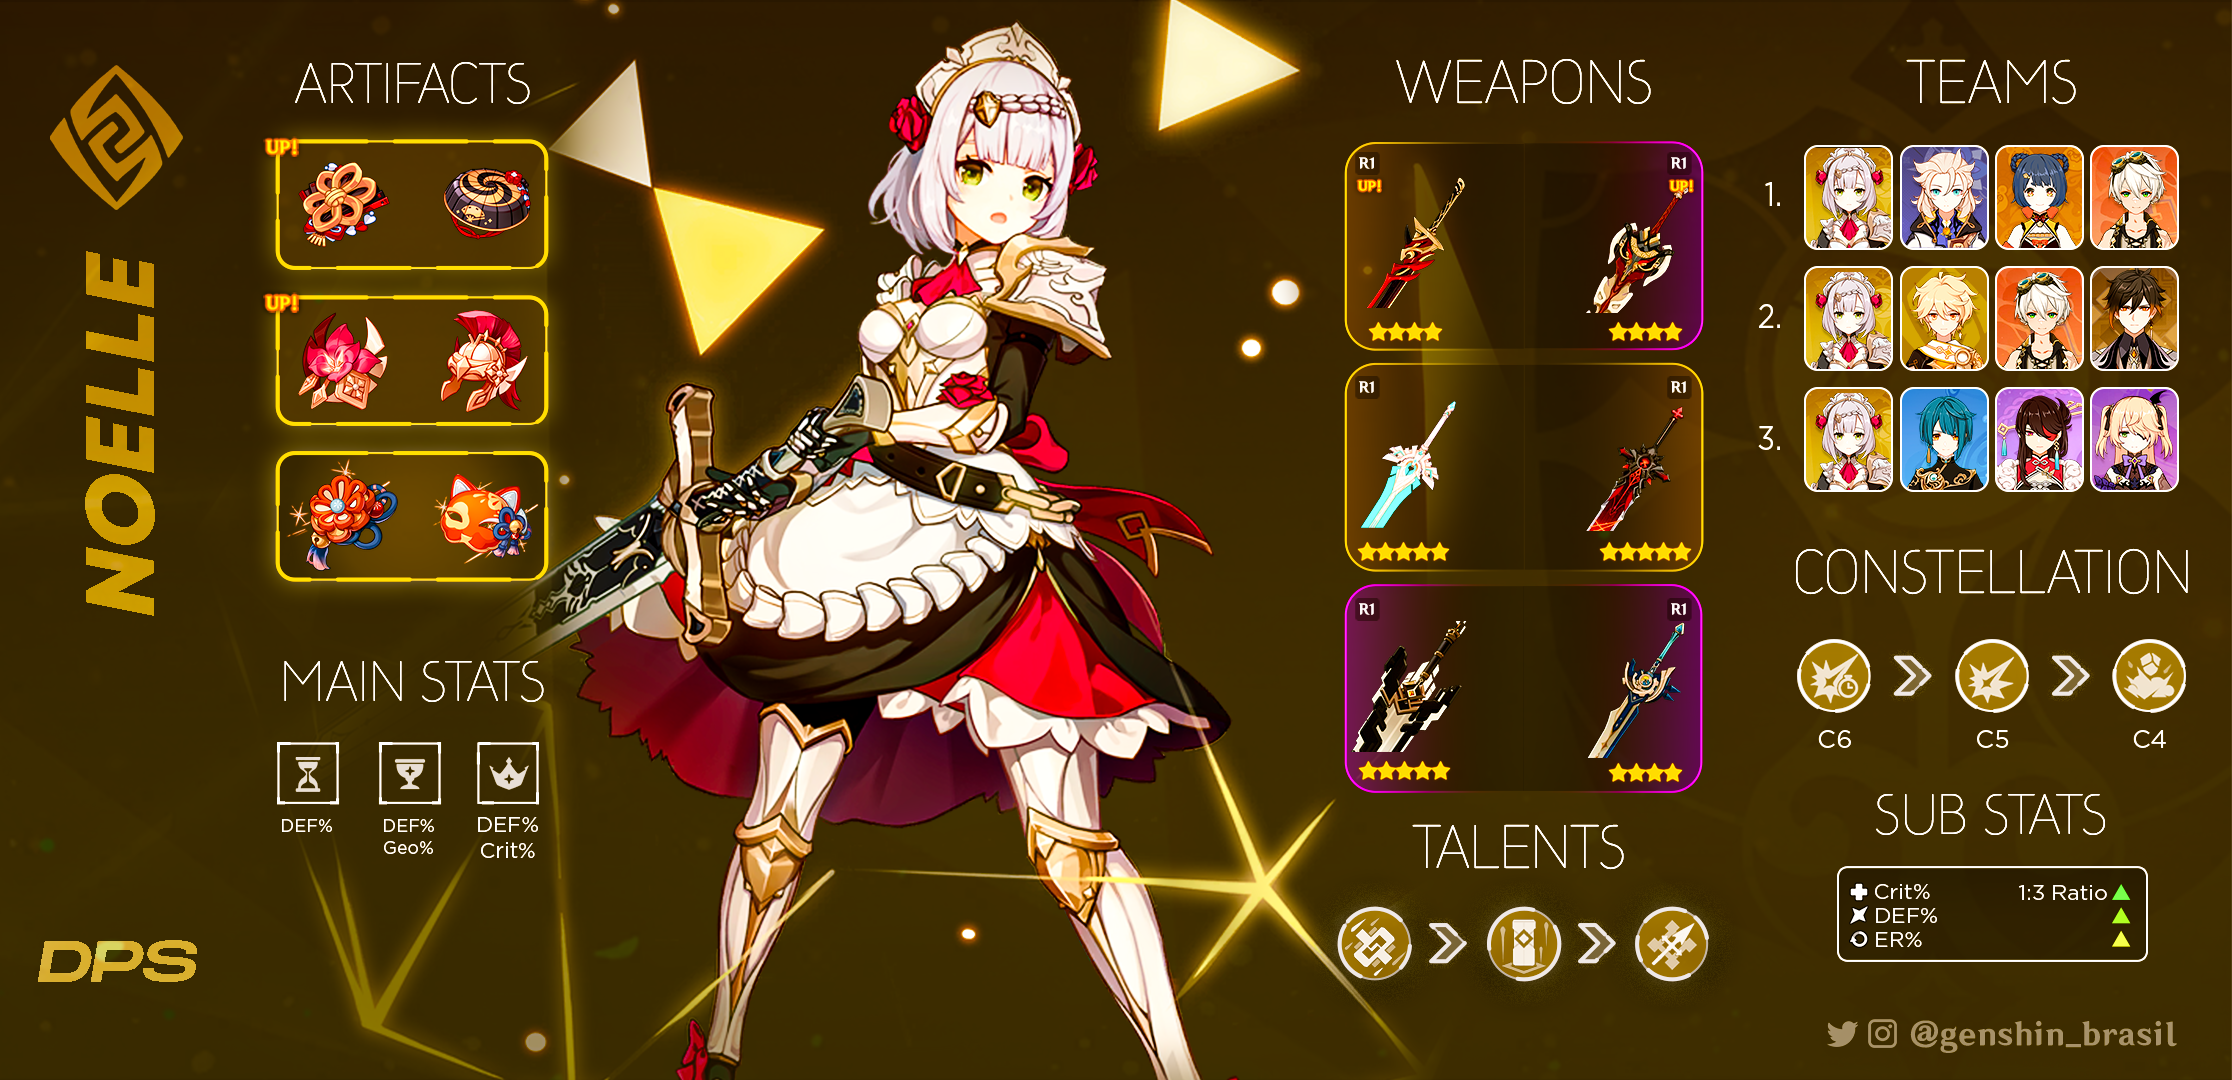 NOELLE
DPS
ARTIFACTS
UP!
UP!
MAIN STATS
DEF%
DEF%
Geo%
DEF%
Crit%
WEAPONS
R1
UP!
R1
UP!
R1
R1
R1
R1
TALENTS
TEAMS
1.
2.
3.
CONSTELLATION
C6
C5
C4
SUB STATS
Crit% 1:3 Ratio
DEF%
ER%
@genshin_brasil